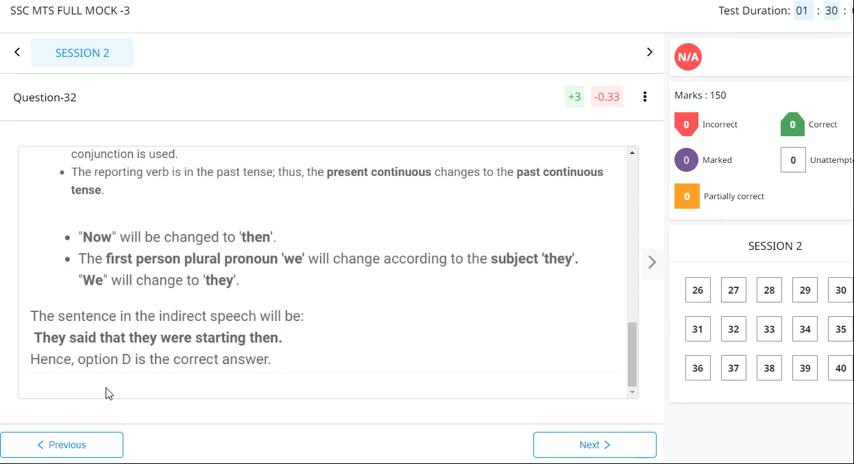 SSC MTS FULL MOCK -3
Test Duration: 01 : 30 :
SESSION 2
N/A
Question-32
+3 -0.33
Marks : 150
0 Incorrect
0 Correct
0 Marked
0 Unattempt
0 Partially correct
conjunction is used.
• The reporting verb is in the past tense; thus, the present continuous changes to the past continuous
tense.
• "Now" will be changed to 'then'.
• The first person plural pronoun 'we' will change according to the subject 'they'.
"We" will change to 'they'.
The sentence in the indirect speech will be:
They said that they were starting then.
Hence, option D is the correct answer.
SESSION 2
26 27 28 29 30
31 32 33 34 35
36 37 38 39 40
< Previous
Next >